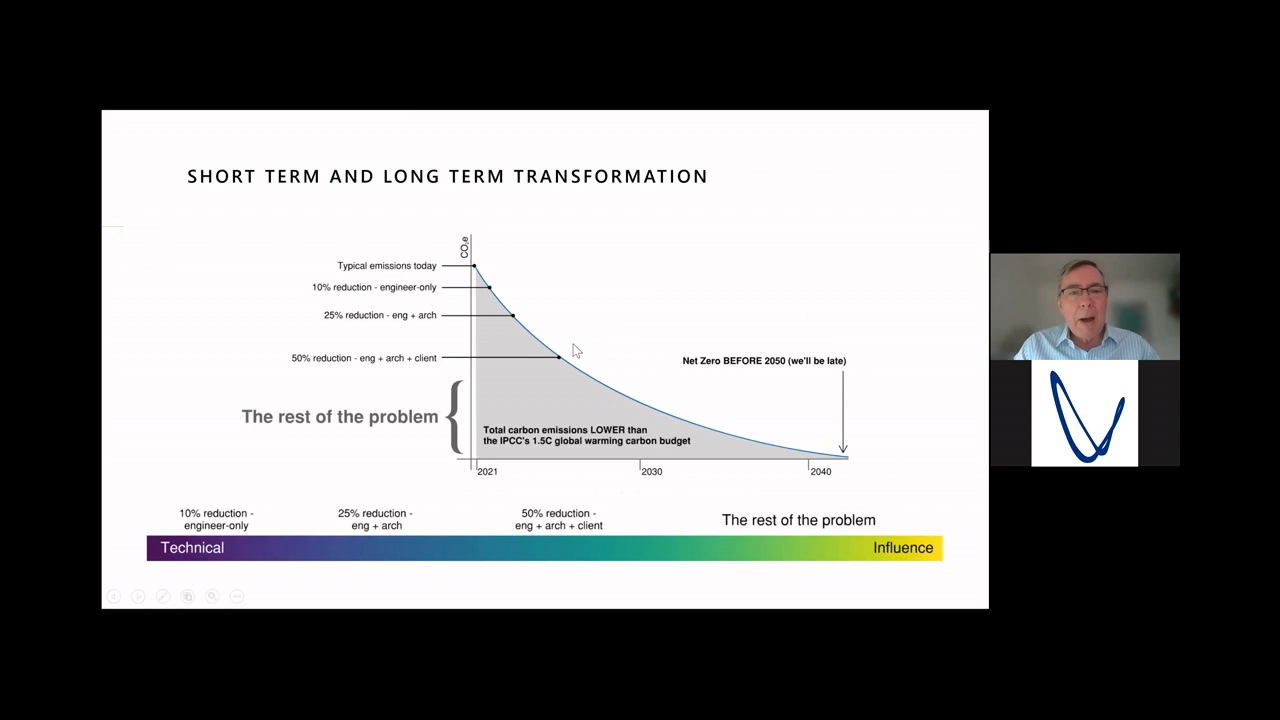 SHORT TERM AND LONG TERM TRANSFORMATION
CO₂e
Typical emissions today
10% reduction - engineer-only
25% reduction - eng + arch
50% reduction - eng + arch + client
Net Zero BEFORE 2050 (we'll be late)
The rest of the problem
Total carbon emissions LOWER than
the IPCC's 1.5C global warming carbon budget
2021
2030
2040
10% reduction -
engineer-only
25% reduction -
eng + arch
50% reduction -
eng + arch + client
The rest of the problem
Technical
Influence